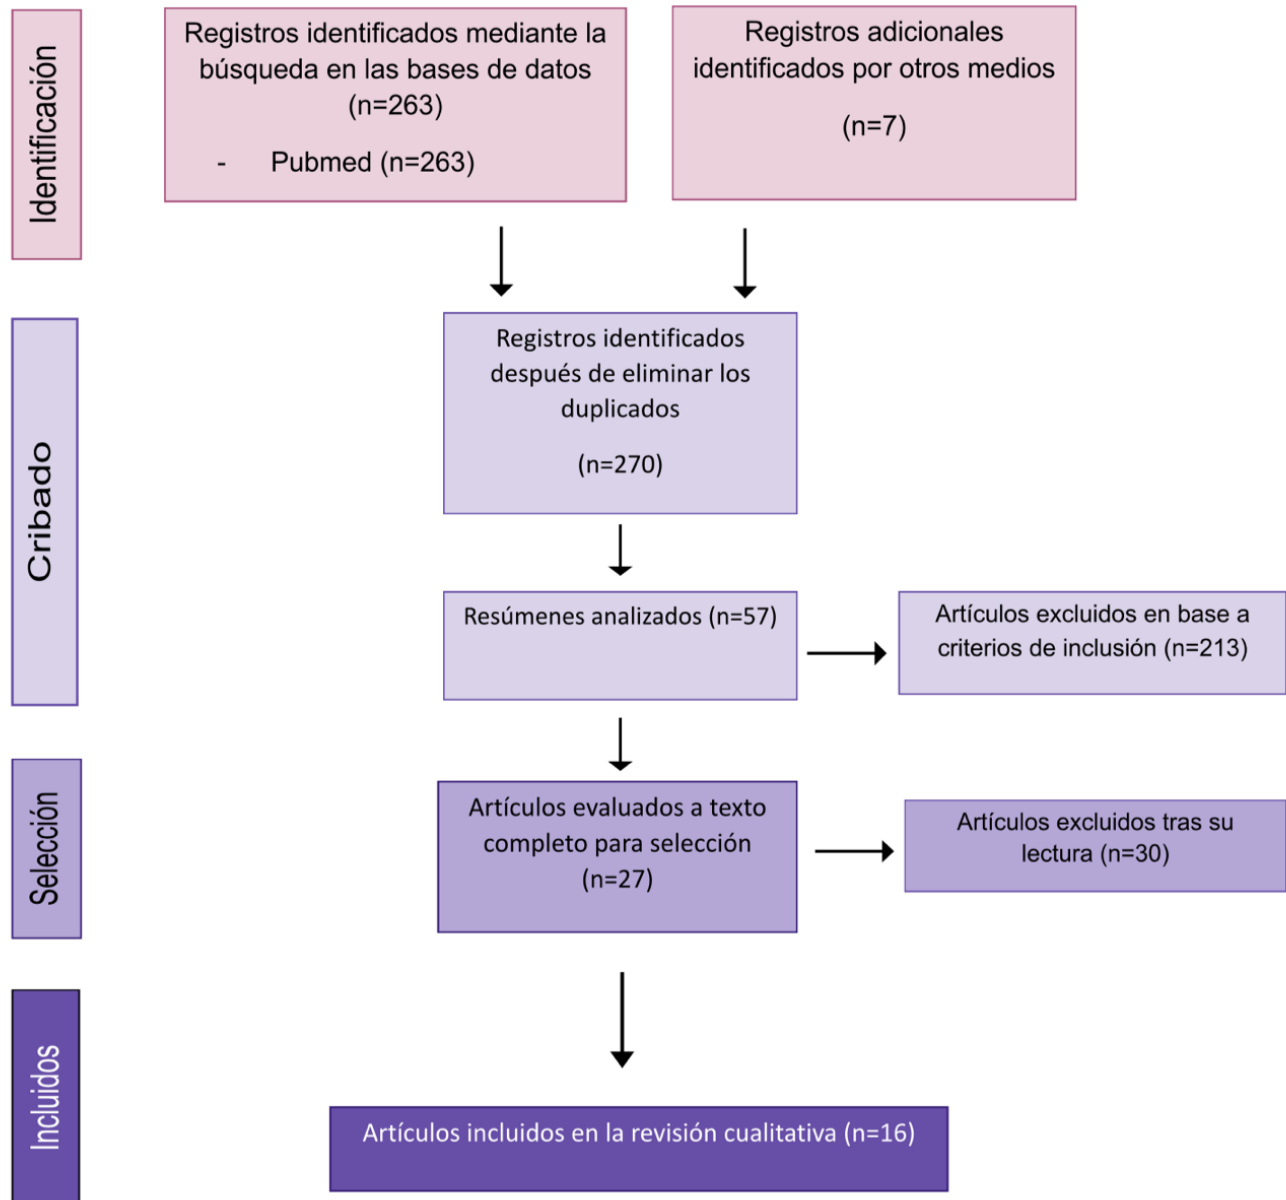 Identificación
Registros identificados mediante la
búsqueda en las bases de datos
(n=263)
- Pubmed (n=263)
Registros adicionales
identificados por otros medios
(n=7)
Cribado
Registros identificados
después de eliminar los
duplicados
(n=270)
Resúmenes analizados (n=57)
Artículos excluidos en base a
criterios de inclusión (n=213)
Selección
Artículos evaluados a texto
completo para selección
(n=27)
Artículos excluidos tras su
lectura (n=30)
Incluidos
Artículos incluidos en la revisión cualitativa (n=16)